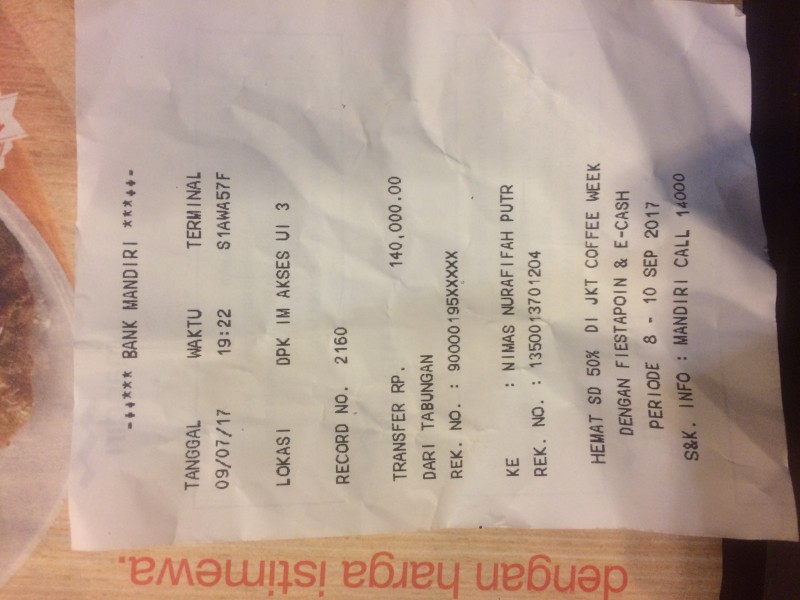 -***** BANK MANDIRI *****-
TANGGAL WAKTU TERMINAL
09/07/17 19:22 S1AWA57F
LOKASI DPK IM AKSES UI 3
RECORD NO. 2160
TRANSFER RP. 140,000.00
DARI TABUNGAN
REK. NO. : 90000195XXXXX
KE : NIMAS NURAFIFAH PUTR
REK. NO. : 1350013701204
HEMAT SD 50% DI JKT COFFEE WEEK
DENGAN FIESTAPOIN & E-CASH
PERIODE 8 - 10 SEP 2017
S&K. INFO : MANDIRI CALL 14000
dengan harga istimewa.